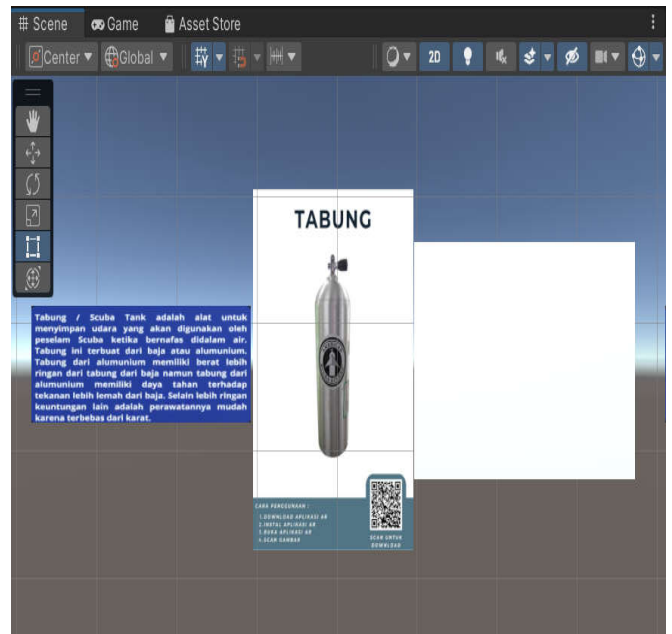 Scene Game Asset Store
Center Global 2D
TABUNG
Tabung / Scuba Tank adalah alat untuk
menyimpan udara yang akan digunakan oleh
peselam Scuba ketika bernafas didalam air.
Tabung ini terbuat dari baja atau alumunium.
Tabung dari alumunium memiliki berat lebih
ringan dari tabung dari baja namun tabung dari
alumunium memiliki daya tahan terhadap
tekanan lebih lemah dari baja. Selain lebih ringan
keuntungan lain adalah perawatannya mudah
karena terbebas dari karat.
CARA PENGGUNAAN :
1.DOWNLOAD APLIKASI AR
2.INSTAL APLIKASI AR
3.BUKA APLIKASI AR
4.SCAN GAMBAR
SCAN UNTUK
DOWNLOAD